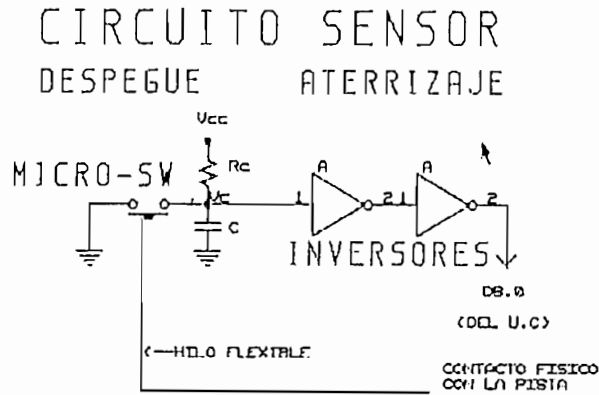 CIRCUITO SENSOR
DESPEGUE ATERRIZAJE
Vcc
Rc
MICRO-SW
Vc
C
A
1
2
A
1
2
INVERSORES
DB.0
(DEL U.C)
HILO FLEXIBLE
CONTACTO FISICO
CON LA PISTA